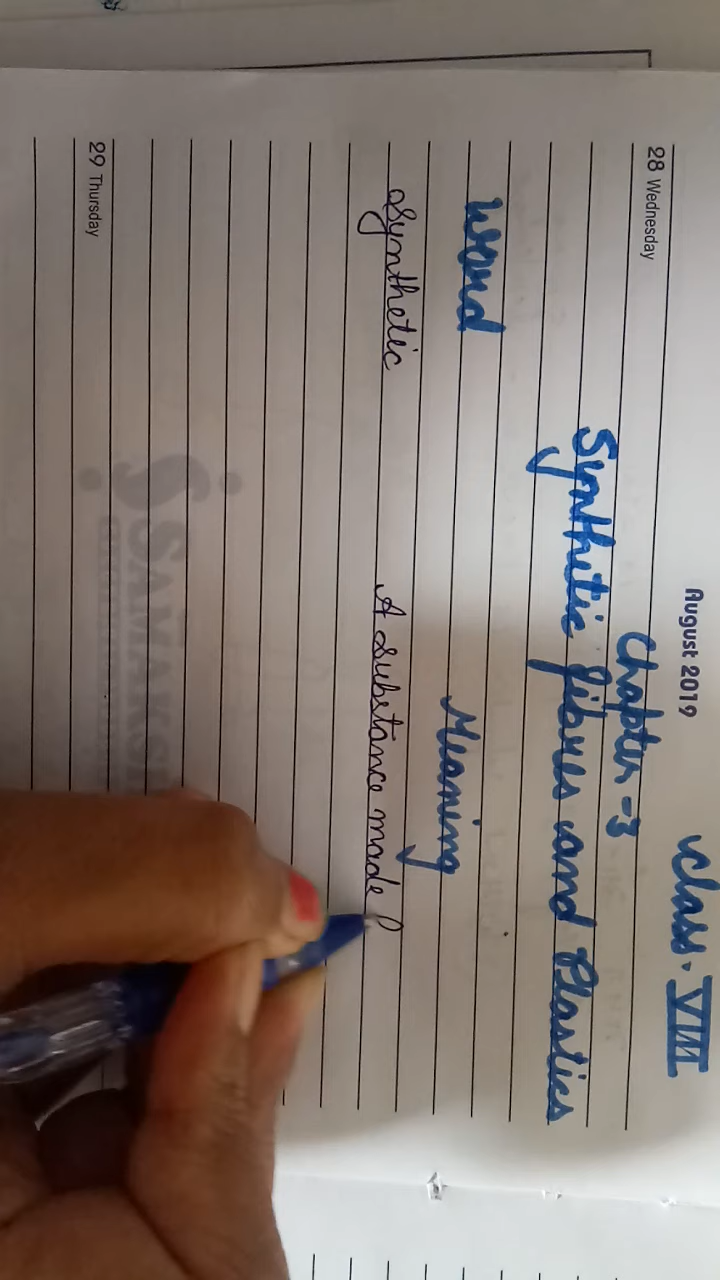 August 2019
Class. VIII
28 Wednesday
Chapter -3
Synthetic fibres and Plastics
Word Meaning
Synthetic A substance made
29 Thursday